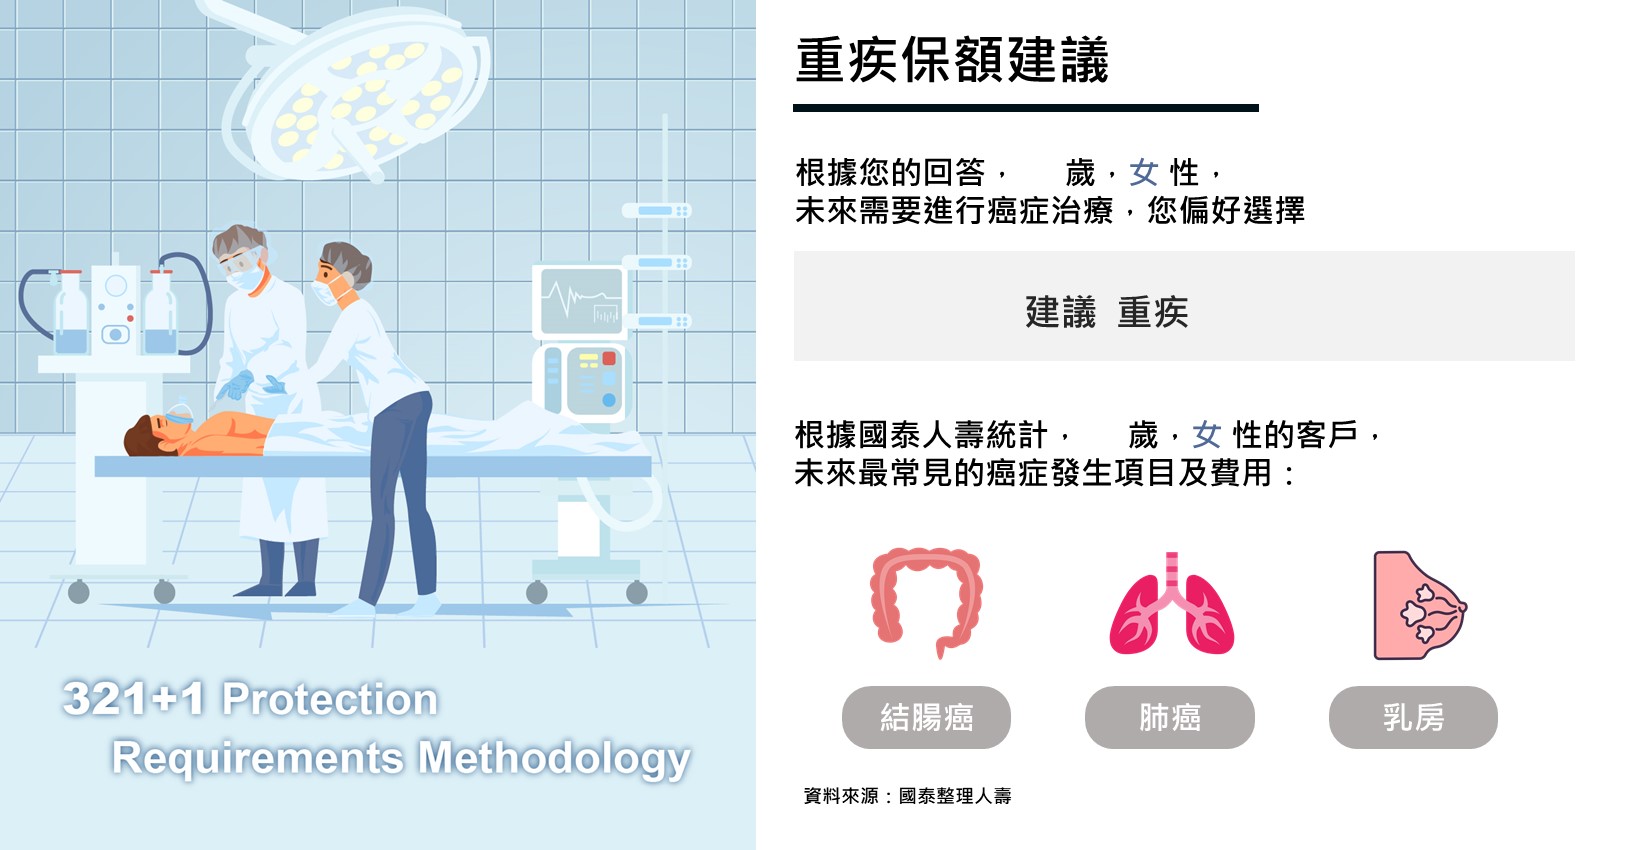 321+1 Protection
Requirements Methodology
重疾保額建議
根據您的回答， 歲，女 性，
未來需要進行癌症治療，您偏好選擇
建議 重疾
根據國泰人壽統計， 歲，女 性的客戶，
未來最常見的癌症發生項目及費用：
結腸癌
肺癌
乳房
資料來源：國泰整理人壽